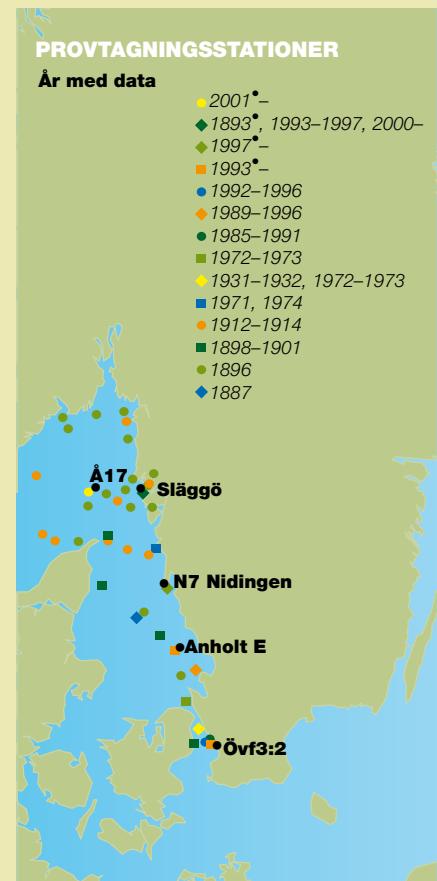 PROVTAGNINGSSTATIONER
År med data
2001•–
1893•, 1993–1997, 2000–
1997•–
1993•–
1992–1996
1989–1996
1985–1991
1972–1973
1931–1932, 1972–1973
1971, 1974
1912–1914
1898–1901
1896
1887
Å17
Släggö
N7 Nidingen
Anholt E
Övf3:2